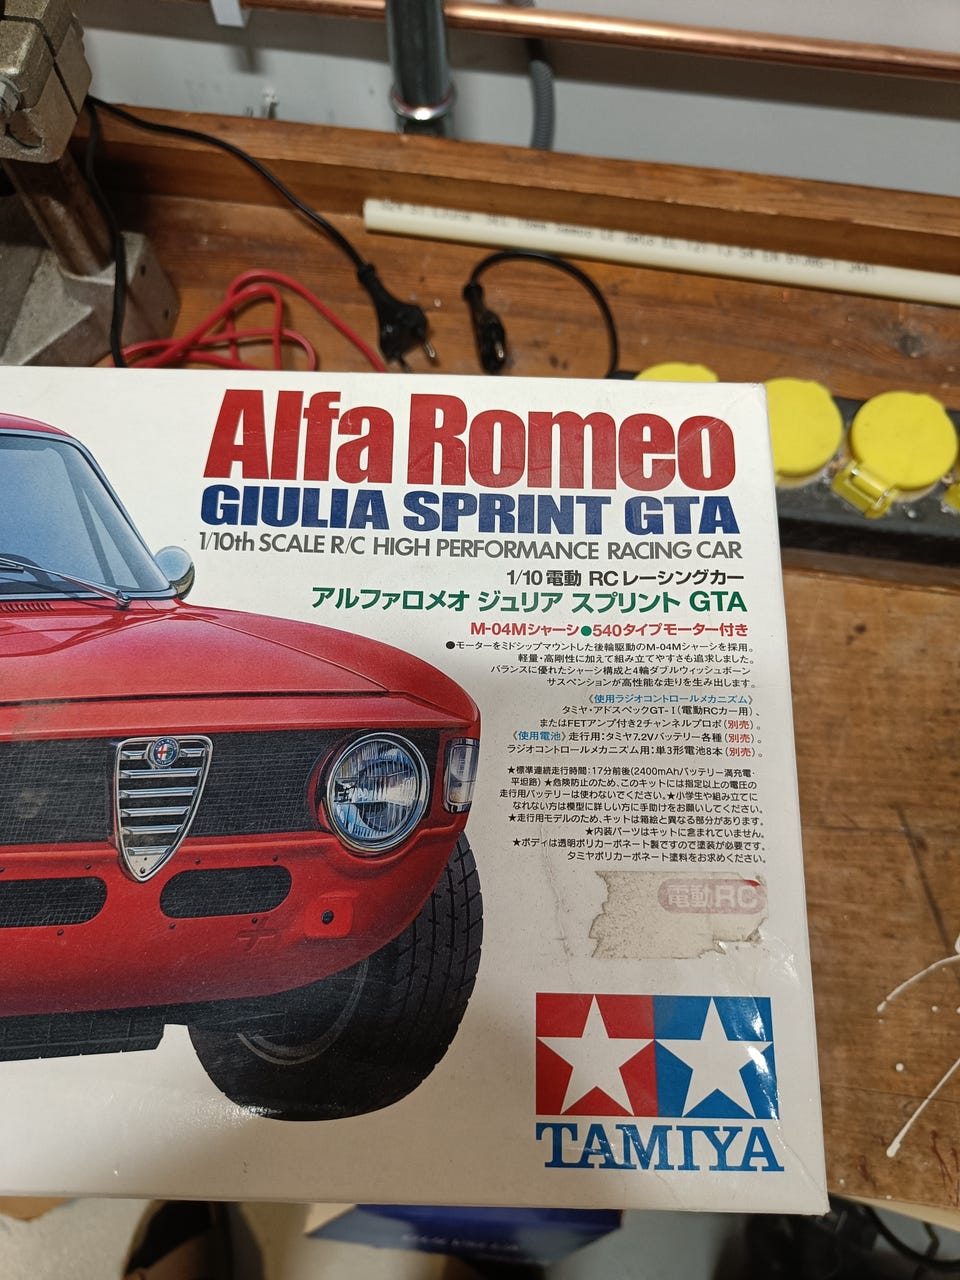 Alfa Romeo
GIULIA SPRINT GTA
1/10th SCALE R/C HIGH PERFORMANCE RACING CAR
1/10 電動 RCレーシングカー
アルファロメオ ジュリア スプリント GTA
M-04Mシャーシ●540タイプモーター付き
●モーターをミドシップマウントした後輪駆動のM-04Mシャーシを採用。
軽量・高剛性に加えて組み立てやすさも追求しました。
バランスに優れたシャーシ構成と4輪ダブルウィッシュボーン
サスペンションが高性能な走りを生み出します。
《使用ラジオコントロールメカニズム》
タミヤ・アドスペックGT-I(電動RCカー用)、
またはFETアンプ付き2チャンネルプロポ(別売)。
《使用電池》走行用:タミヤ7.2Vバッテリー各種(別売)。
ラジオコントロールメカニズム用:単3形電池8本(別売)。
★標準連続走行時間:17分前後(2400mAhバッテリー満充電・
平坦路)★危険防止のため、このキットには指定以上の電圧の
走行用バッテリーは使わないでください。★小学生や組み立てに
なれない方は模型に詳しい方に手助けをお願いしてください。
★走行用モデルのため、キットは箱絵と異なる部分があります。
★内装パーツはキットに含まれていません。
★ボディは透明ポリカーボネート製ですので塗装が必要です。
タミヤポリカーボネート塗料をお求めください。
電動RC
TAMIYA